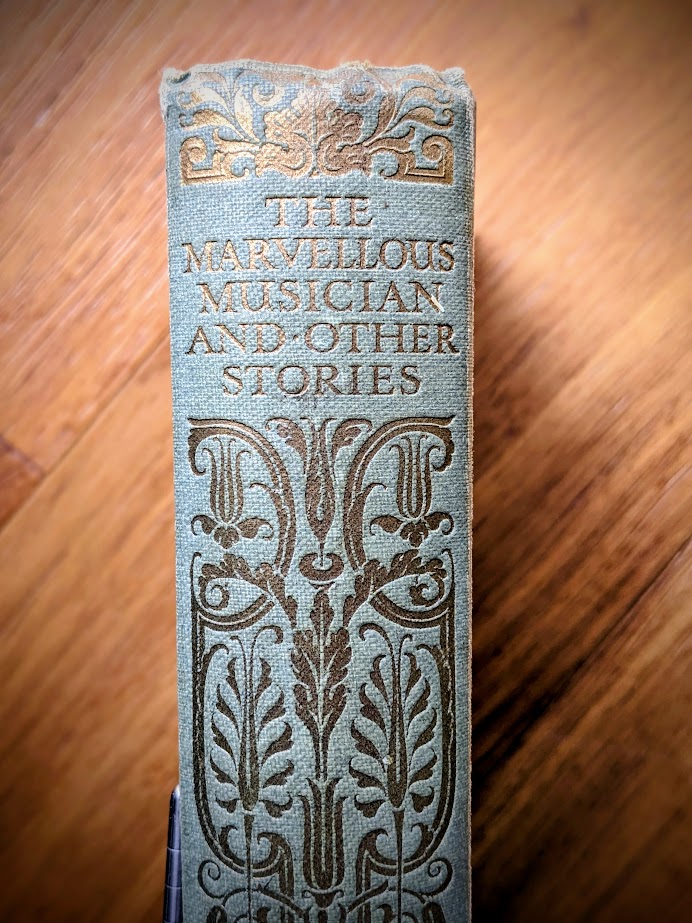 THE
MARVELLOUS
MUSICIAN
AND·OTHER
STORIES